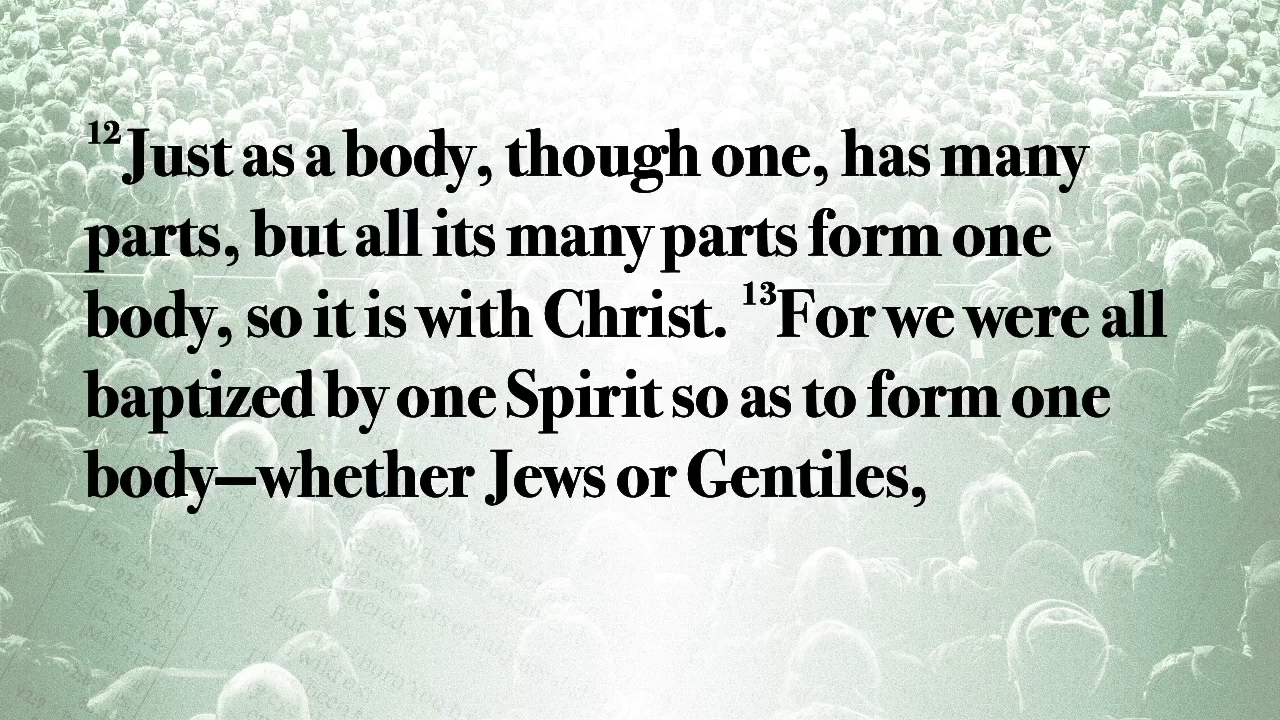 ¹²Just as a body, though one, has many
parts, but all its many parts form one
body, so it is with Christ. ¹³For we were all
baptized by one Spirit so as to form one
body—whether Jews or Gentiles,